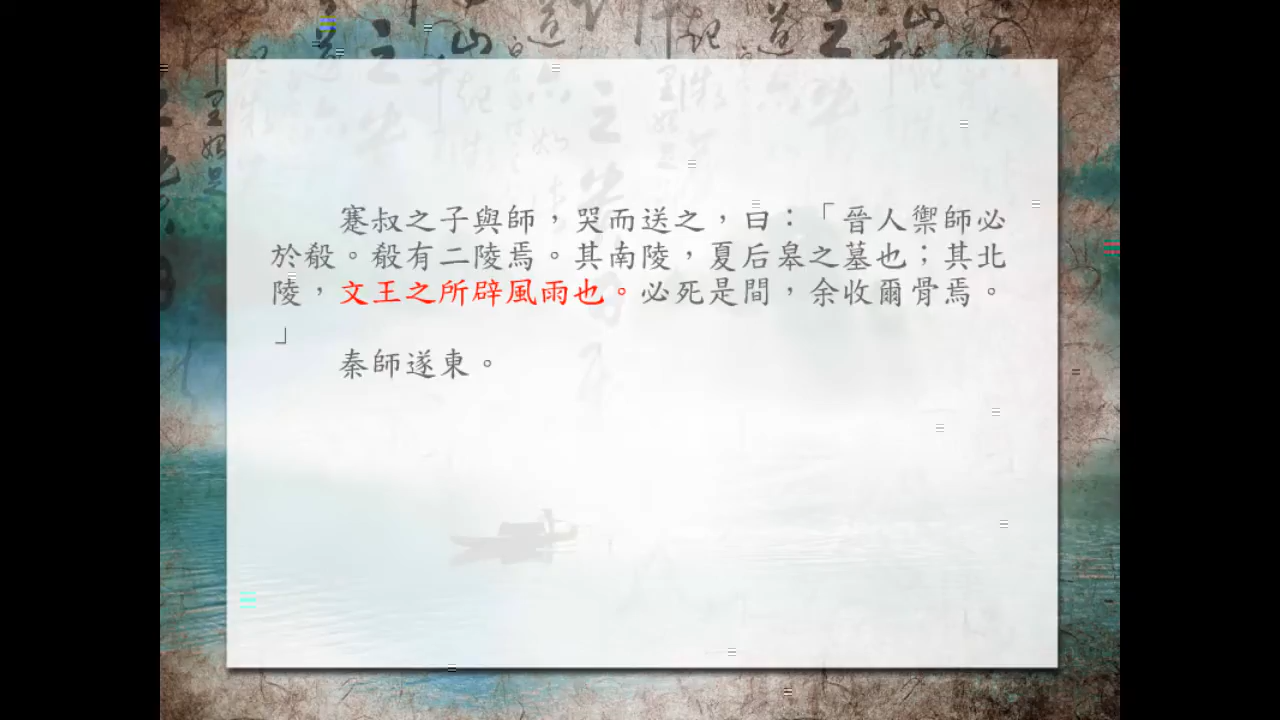 蹇叔之子與師，哭而送之，曰：「晉人禦師必
於殽。殽有二陵焉。其南陵，夏后皋之墓也；其北
陵，文王之所辟風雨也。必死是間，余收爾骨焉。
」
秦師遂東。